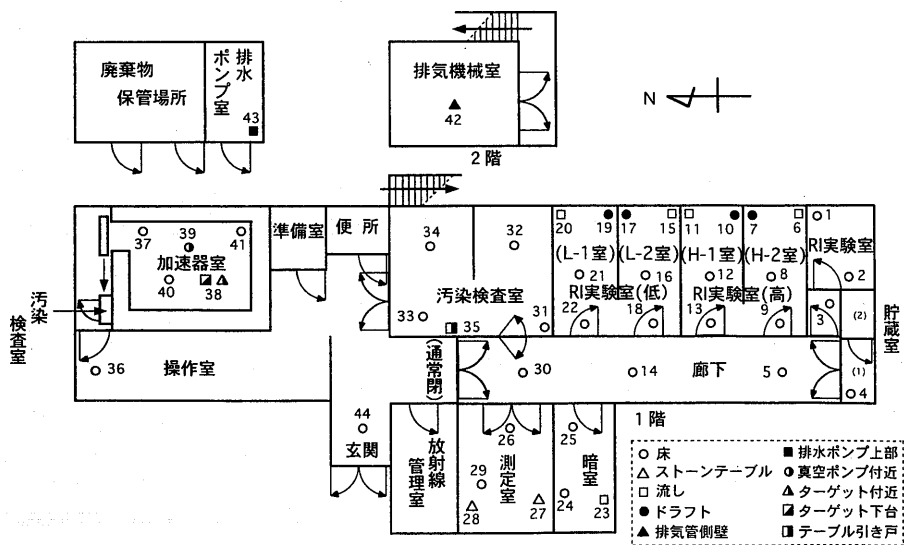 廃棄物
保管場所
排水
ポンプ室
43
排気機械室
42
2階
N
37
39
41
加速器室
40
38
準備室
便所
34
32
汚染検査室
33
35
31
20
19
17
15
11
10
7
6
(L-1室)
(L-2室)
(H-1室)
(H-2室)
21
16
12
8
RI実験室(低)
RI実験室(高)
22
18
13
9
1
RI実験室
2
3
(2)
貯蔵室
(1)
4
汚染
検査室
36
操作室
(通常閉)
30
14
5
廊下
1階
44
玄関
放射線
管理室
26
測定室
29
28
27
25
暗室
24
23
床
ストーンテーブル
流し
ドラフト
排気管側壁
排水ポンプ上部
真空ポンプ付近
ターゲット付近
ターゲット下台
テーブル引き戸